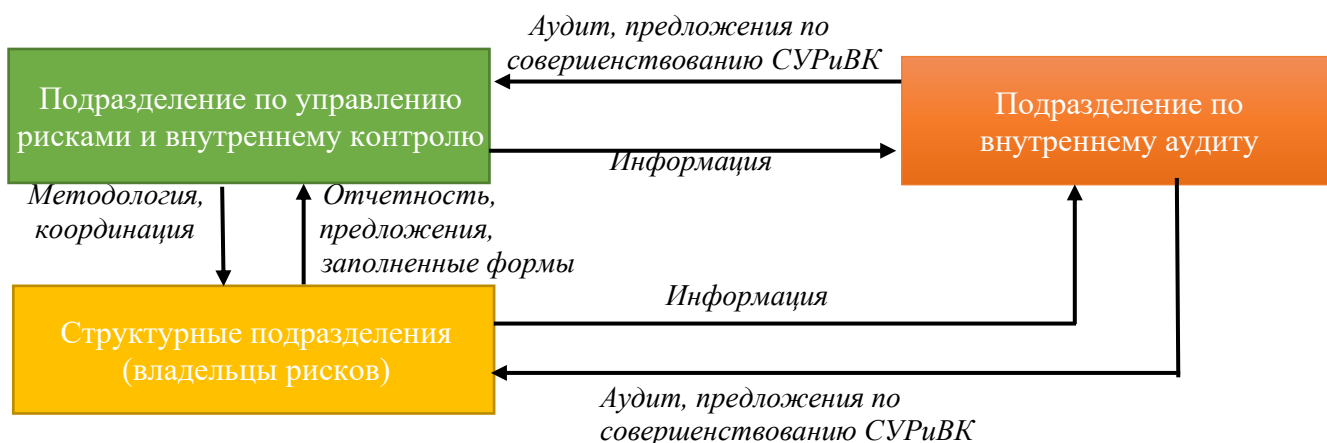 Аудит, предложения по
совершенствованию СУРиВК
Подразделение по управлению
рисками и внутреннему контролю
Подразделение по
внутреннему аудиту
Информация
Методология,
координация
Отчетность,
предложения,
заполненные формы
Информация
Структурные подразделения
(владельцы рисков)
Аудит, предложения по
совершенствованию СУРиВК